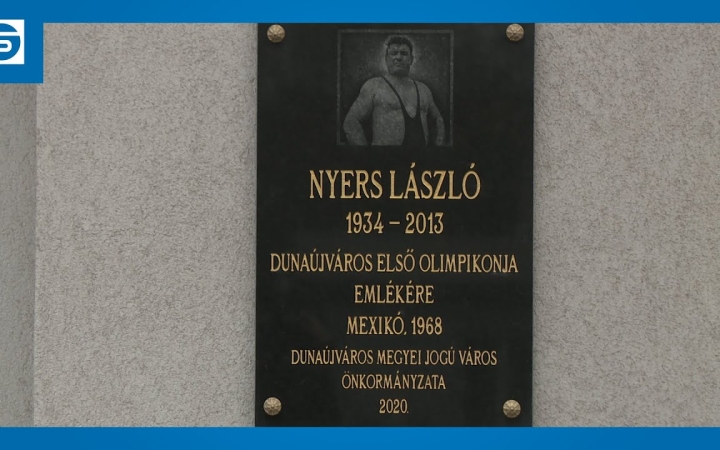 NYERS LÁSZLÓ
1934 – 2013
DUNAÚJVÁROS ELSŐ OLIMPIKONJA
EMLÉKÉRE
MEXIKÓ, 1968
DUNAÚJVÁROS MEGYEI JOGÚ VÁROS
ÖNKORMÁNYZATA
2020.